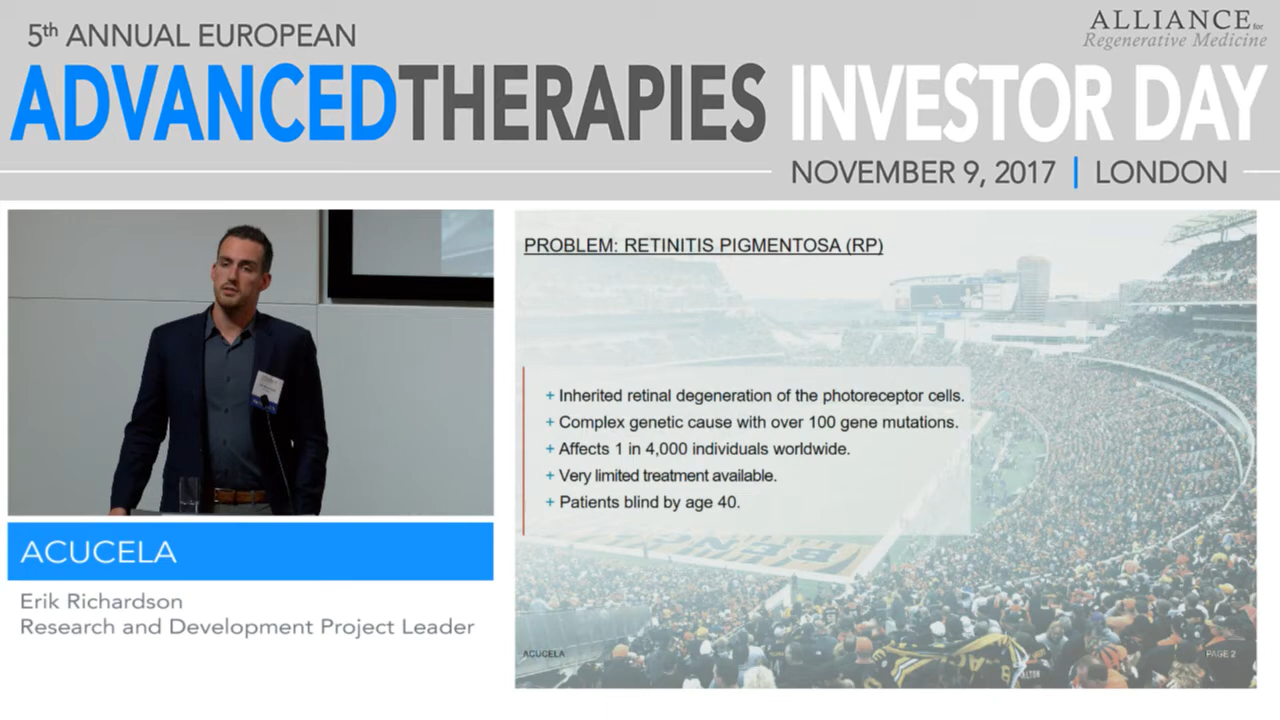 5th ANNUAL EUROPEAN
ALLIANCE for
Regenerative Medicine
ADVANCEDTHERAPIES INVESTOR DAY
NOVEMBER 9, 2017 | LONDON
PROBLEM: RETINITIS PIGMENTOSA (RP)
+ Inherited retinal degeneration of the photoreceptor cells.
+ Complex genetic cause with over 100 gene mutations.
+ Affects 1 in 4,000 individuals worldwide.
+ Very limited treatment available.
+ Patients blind by age 40.
BENGALS
ACUCELA
PAGE 2
ACUCELA
Erik Richardson
Research and Development Project Leader